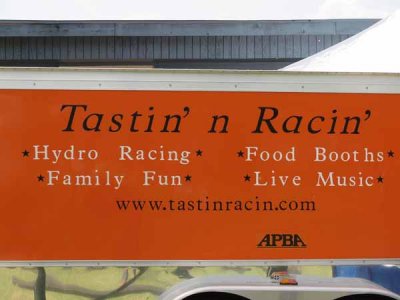 Tastin' n Racin'
★Hydro Racing★ ★Food Booths★
★Family Fun★ ★Live Music★
www.tastinracin.com
APBA